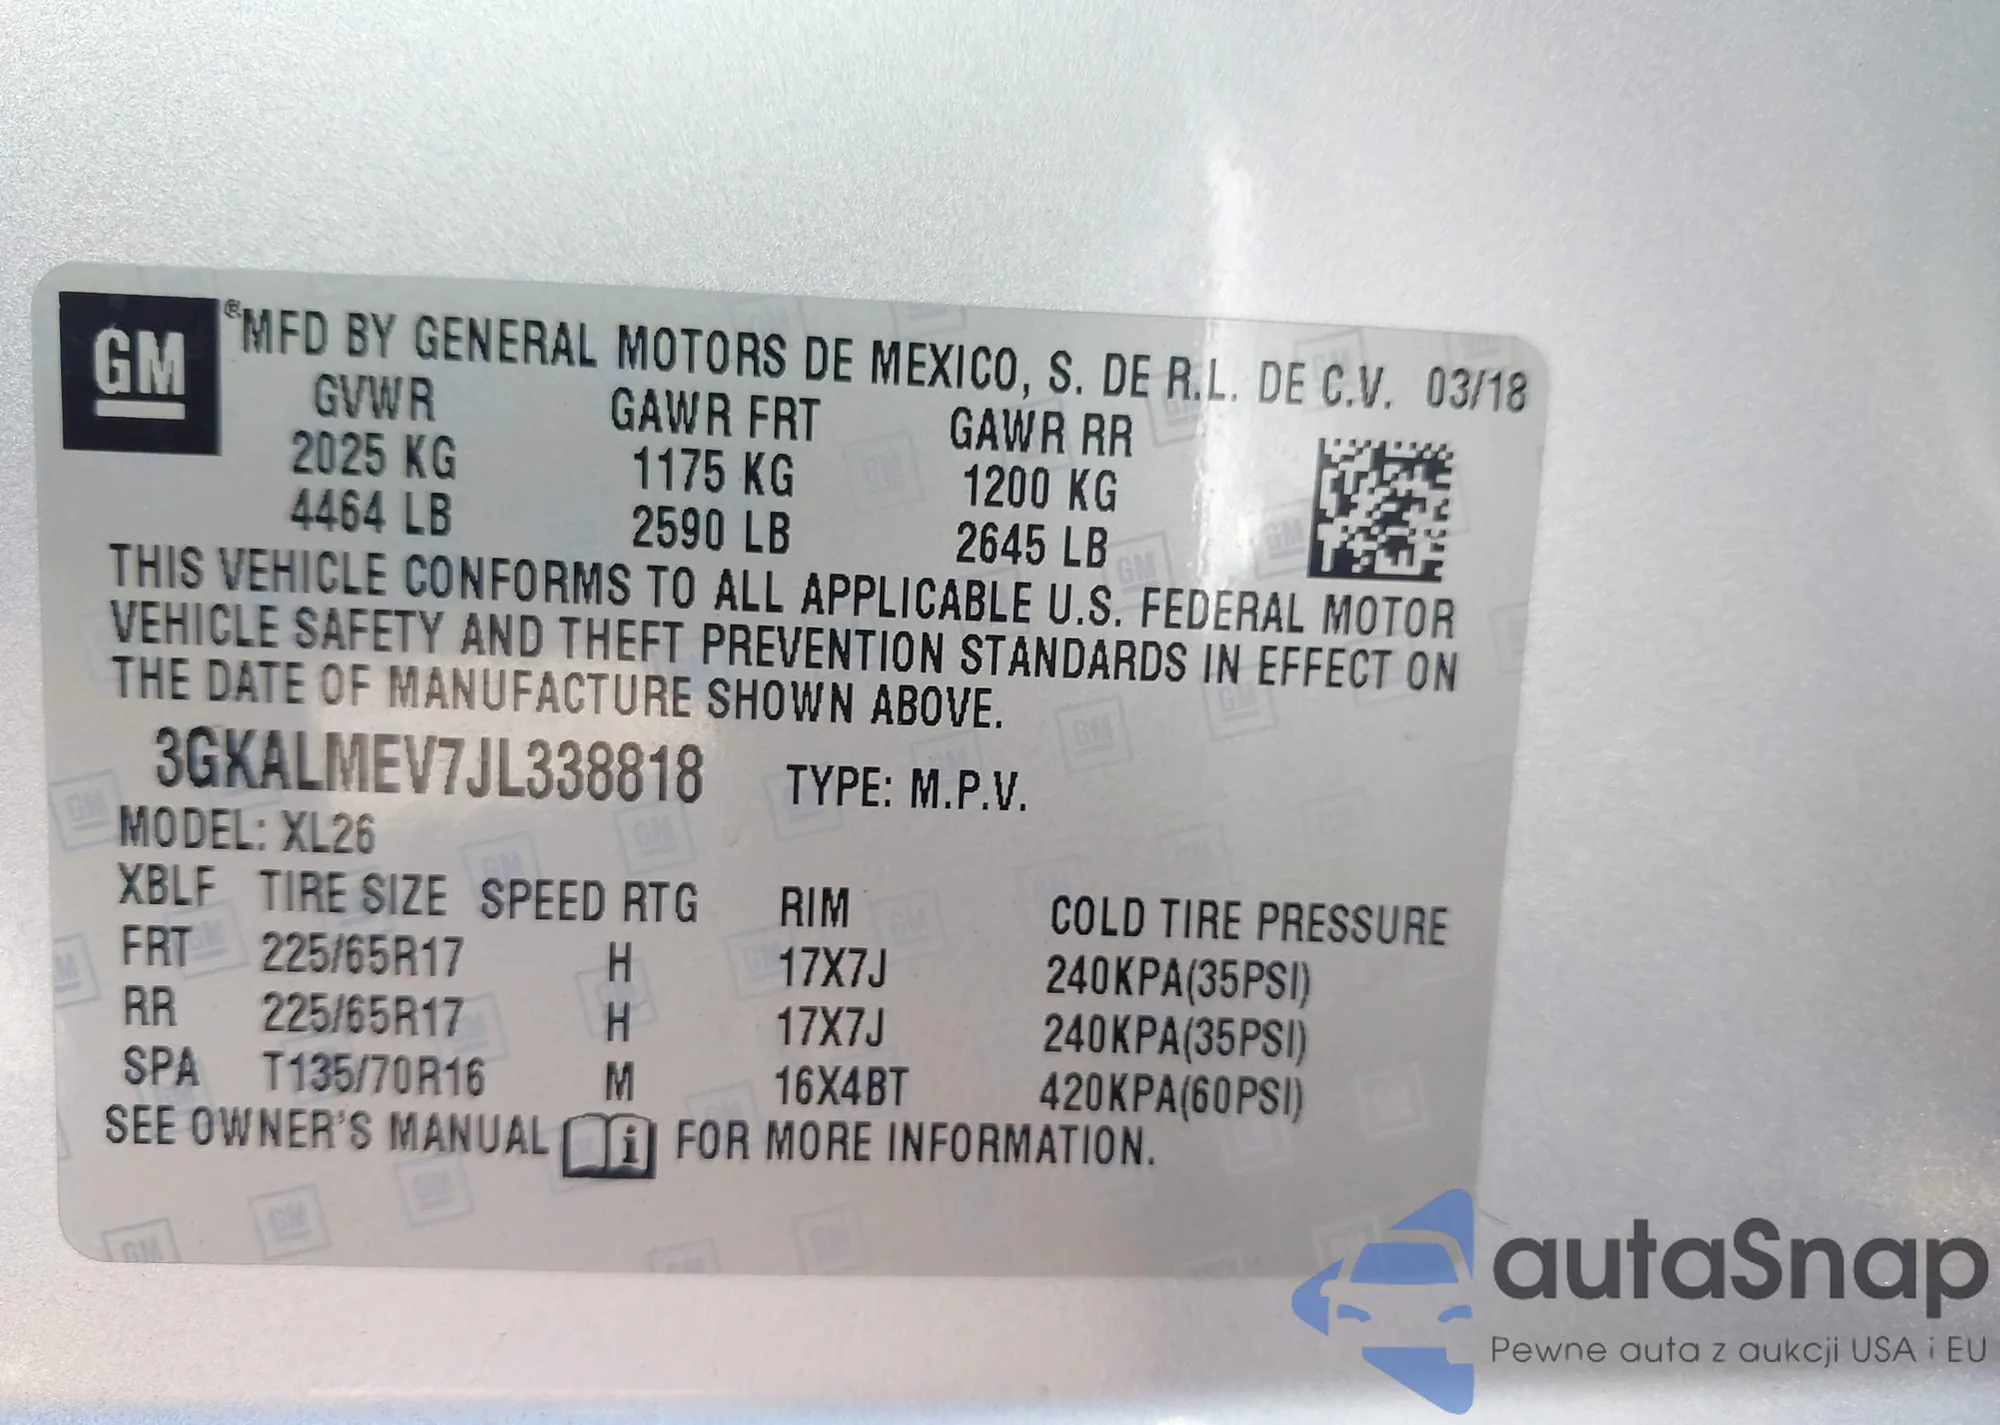 GM ® MFD BY GENERAL MOTORS DE MEXICO, S. DE R.L. DE C.V. 03/18
GVWR GAWR FRT GAWR RR
2025 KG 1175 KG 1200 KG
4464 LB 2590 LB 2645 LB
THIS VEHICLE CONFORMS TO ALL APPLICABLE U.S. FEDERAL MOTOR
VEHICLE SAFETY AND THEFT PREVENTION STANDARDS IN EFFECT ON
THE DATE OF MANUFACTURE SHOWN ABOVE.
3GKALMEV7JL338818 TYPE: M.P.V.
MODEL: XL26
XBLF TIRE SIZE SPEED RTG RIM COLD TIRE PRESSURE
FRT 225/65R17 H 17X7J 240KPA(35PSI)
RR 225/65R17 H 17X7J 240KPA(35PSI)
SPA T135/70R16 M 16X4BT 420KPA(60PSI)
SEE OWNER'S MANUAL i FOR MORE INFORMATION.
autaSnap
Pewne auta z aukcji USA i EU